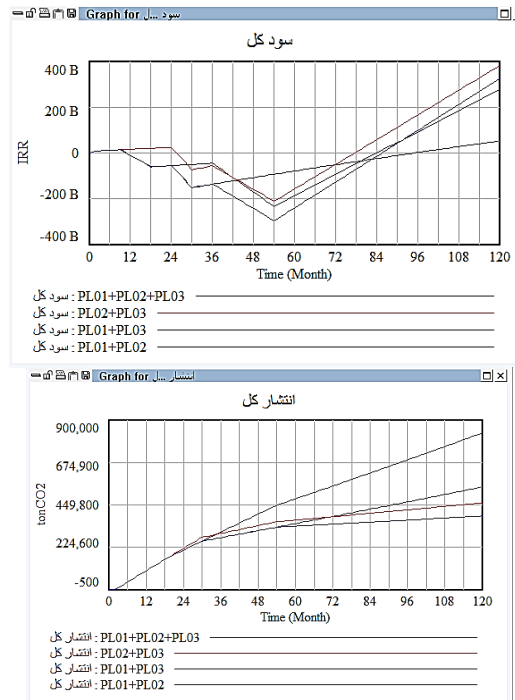 Graph for سود ...ل
سود کل
400 B
200 B
0
-200 B
-400 B
IRR
0 12 24 36 48 60 72 84 96 108 120
Time (Month)
سود کل : PL01+PL02+PL03
سود کل : PL02+PL03
سود کل : PL01+PL03
سود کل : PL01+PL02
Graph for انتشار ...ل
انتشار کل
900,000
674,900
449,800
224,600
-500
tonCO2
0 12 24 36 48 60 72 84 96 108 120
Time (Month)
انتشار کل : PL01+PL02+PL03
انتشار کل : PL02+PL03
انتشار کل : PL01+PL03
انتشار کل : PL01+PL02